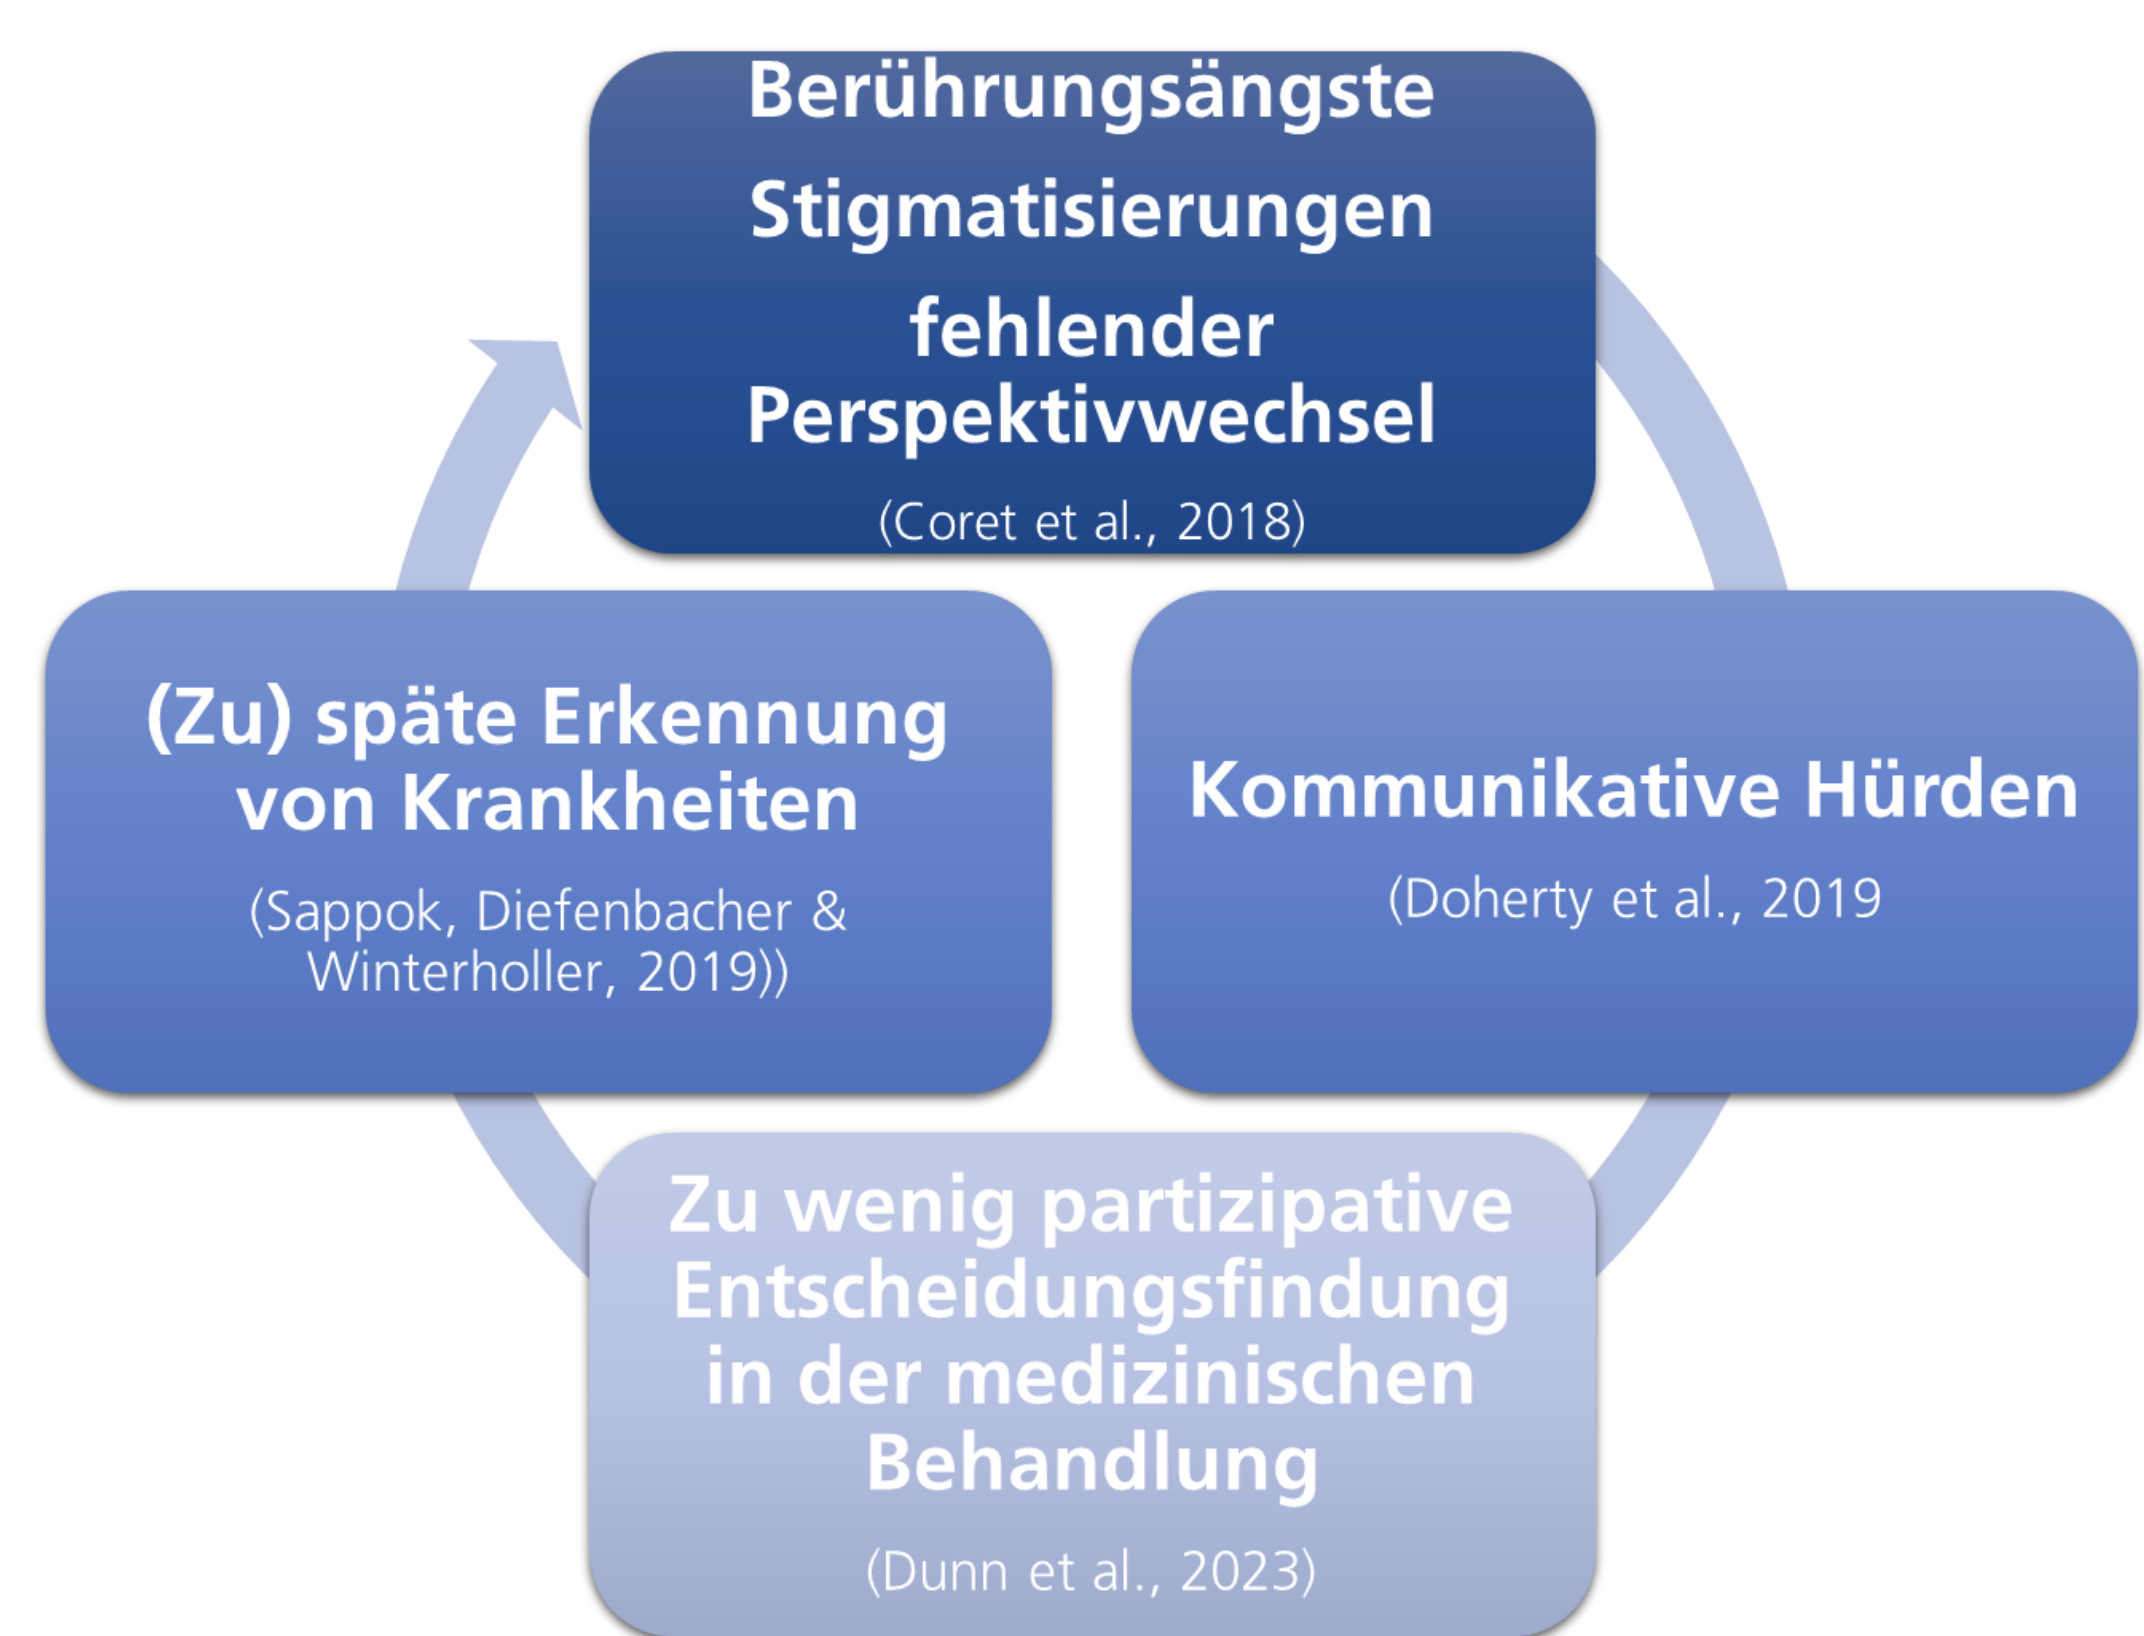 Berührungsängste
Stigmatisierungen
fehlender
Perspektivwechsel
(Coret et al., 2018)
Kommunikative Hürden
(Doherty et al., 2019
Zu wenig partizipative
Entscheidungsfindung
in der medizinischen
Behandlung
(Dunn et al., 2023)
(Zu) späte Erkennung
von Krankheiten
(Sappok, Diefenbacher &
Winterholler, 2019))